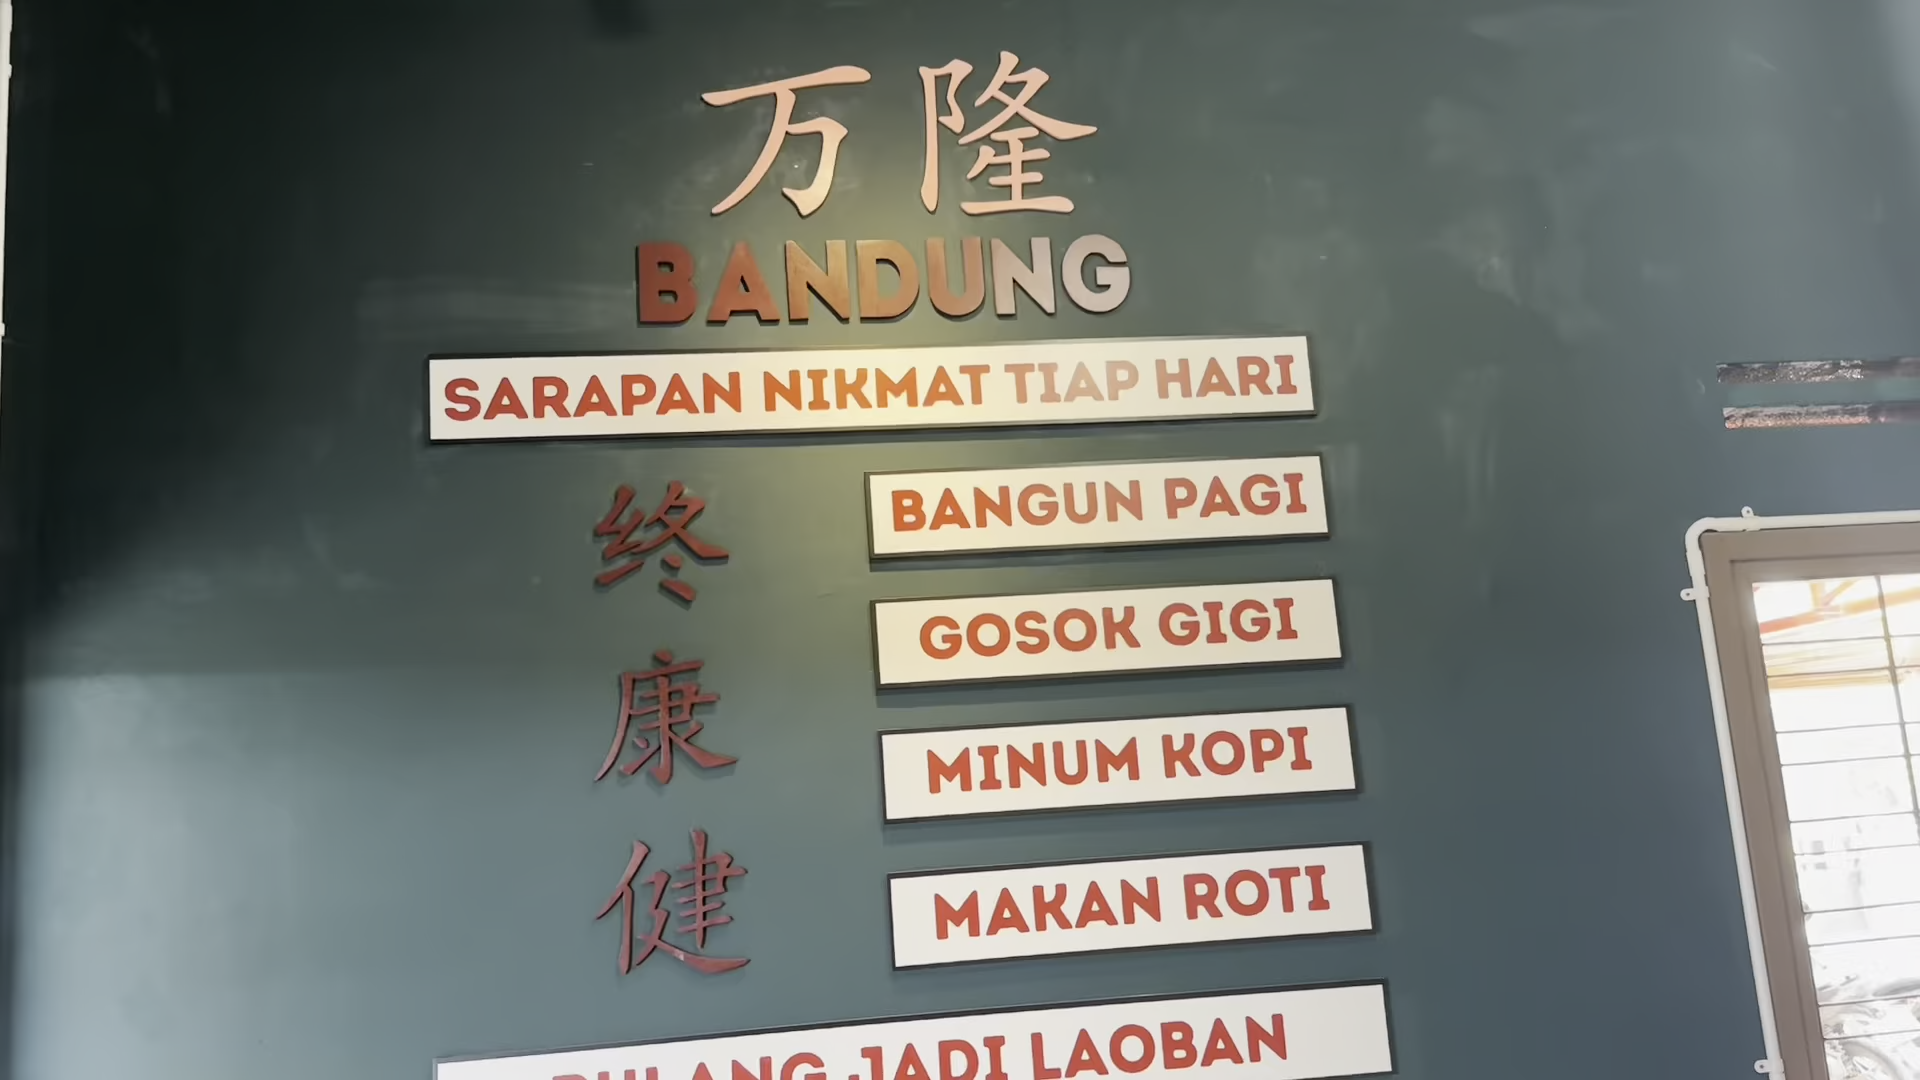 万隆
BANDUNG
SARAPAN NIKMAT TIAP HARI
终康健
BANGUN PAGI
GOSOK GIGI
MINUM KOPI
MAKAN ROTI
PULANG JADI LAOBAN